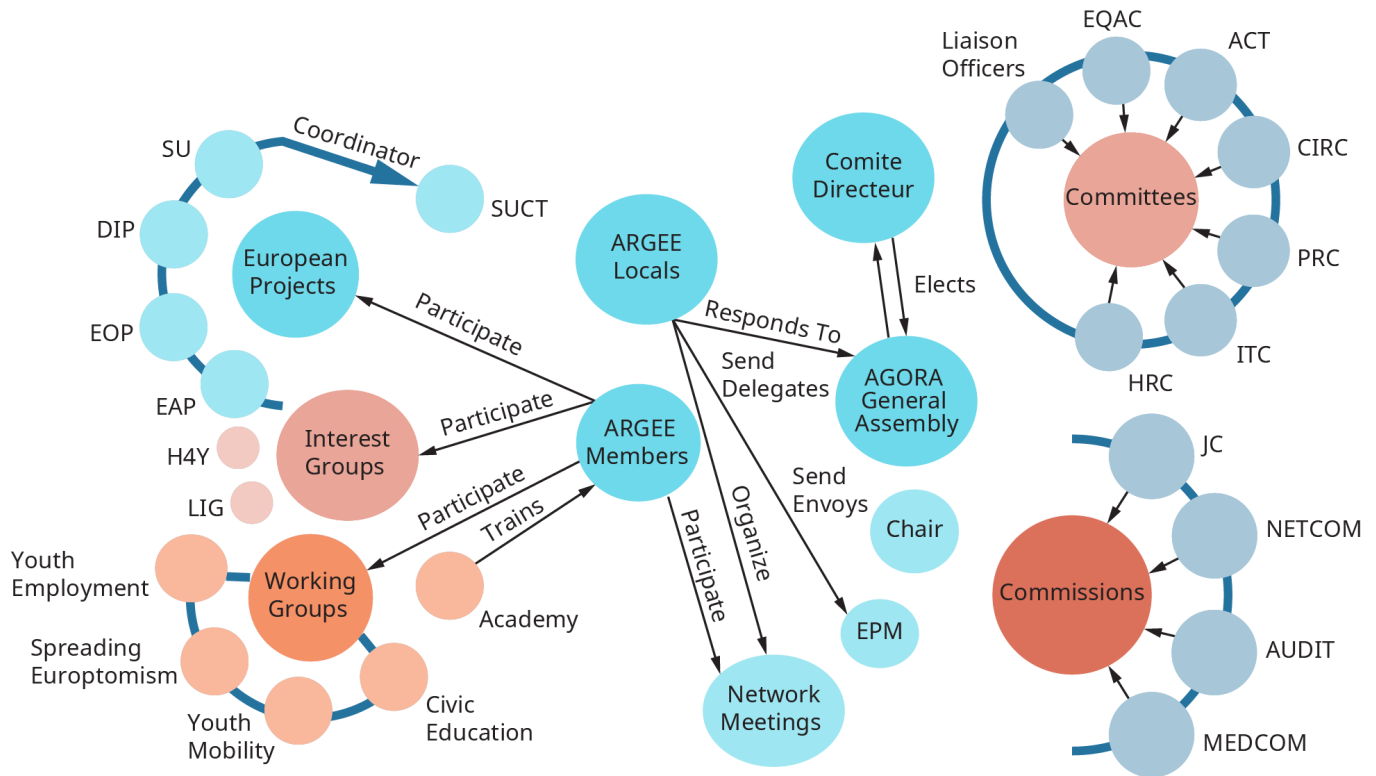 EQAC
Liaison
Officers
ACT
CIRC
Committees
PRC
ITC
HRC
Coordinator
SU
SUCT
DIP
European
Projects
EOP
EAP
Comite
Directeur
ARGEE
Locals
Elects
Responds To
Send
Delegates
AGORA
General
Assembly
Participate
Participate
Interest
Groups
ARGEE
Members
H4Y
LIG
Participate
Trains
Participate
Organize
Send
Envoys
Chair
EPM
Network
Meetings
Youth
Employment
Working
Groups
Academy
Spreading
Europtomism
Youth
Mobility
Civic
Education
JC
NETCOM
Commissions
AUDIT
MEDCOM